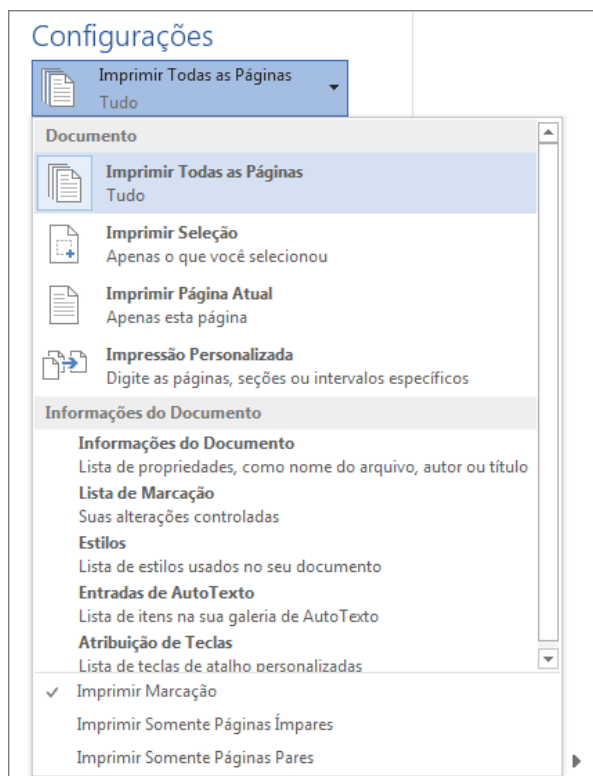 Configurações
Imprimir Todas as Páginas
Tudo
Documento
Imprimir Todas as Páginas
Tudo
Imprimir Seleção
Apenas o que você selecionou
Imprimir Página Atual
Apenas esta página
Impressão Personalizada
Digite as páginas, seções ou intervalos específicos
Informações do Documento
Informações do Documento
Lista de propriedades, como nome do arquivo, autor ou título
Lista de Marcação
Suas alterações controladas
Estilos
Lista de estilos usados no seu documento
Entradas de AutoTexto
Lista de itens na sua galeria de AutoTexto
Atribuição de Teclas
Lista de teclas de atalho personalizadas
Imprimir Marcação
Imprimir Somente Páginas Ímpares
Imprimir Somente Páginas Pares